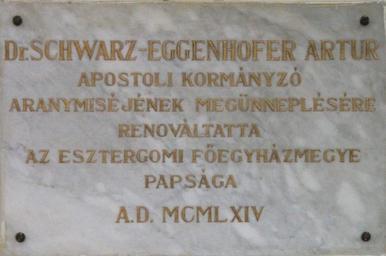 Dr. SCHWARZ-EGGENHOFER ARTUR
APOSTOLI KORMÁNYZÓ
ARANYMISÉJÉNEK MEGÜNNEPLÉSÉRE
RENOVÁLTATTA
AZ ESZTERGOMI FŐEGYHÁZMEGYE
PAPSÁGA
A.D. MCMLXIV